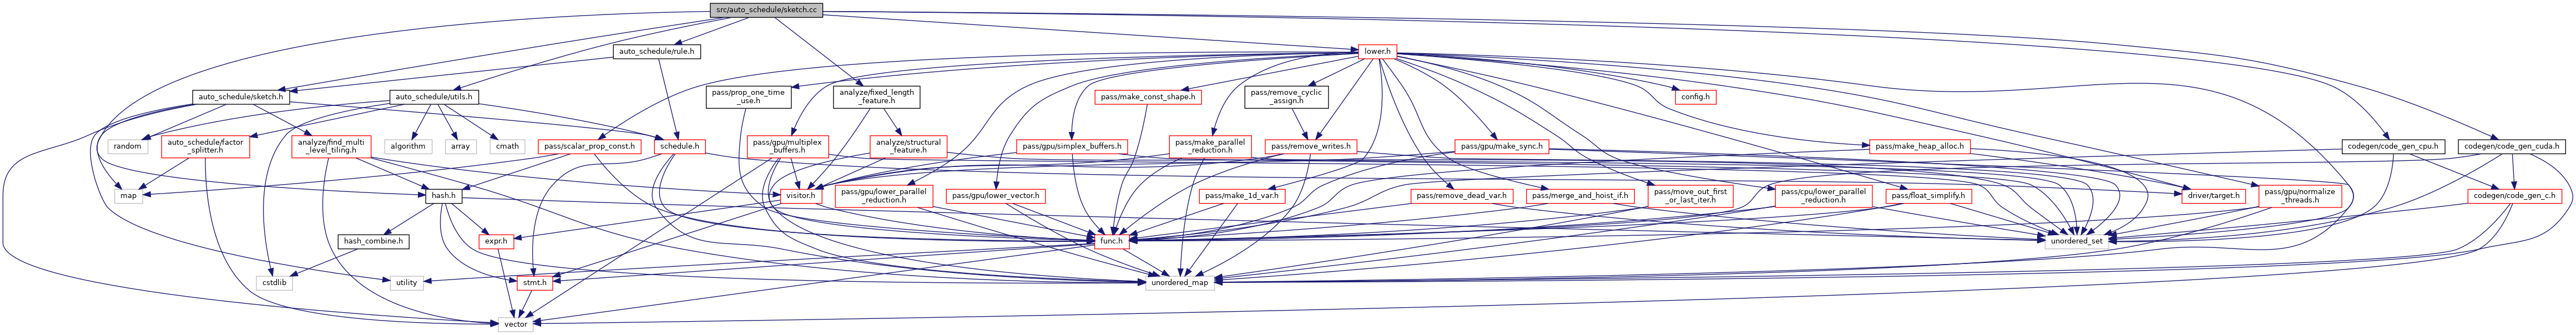 src/auto_schedule/sketch.cc
auto_schedule/rule.h
lower.h
auto_schedule/sketch.h
auto_schedule/utils.h
pass/prop_one_time
_use.h
analyze/fixed_length
_feature.h
pass/make_const_shape.h
pass/remove_cyclic
_assign.h
config.h
random
auto_schedule/factor
_splitter.h
analyze/find_multi
_level_tiling.h
algorithm
array
cmath
pass/scalar_prop_const.h
schedule.h
pass/gpu/multiplex
_buffers.h
analyze/structural
_feature.h
pass/gpu/simplex_buffers.h
pass/make_parallel
_reduction.h
pass/remove_writes.h
pass/gpu/make_sync.h
pass/make_heap_alloc.h
codegen/code_gen_cpu.h
codegen/code_gen_cuda.h
map
hash.h
visitor.h
pass/gpu/lower_parallel
_reduction.h
pass/gpu/lower_vector.h
pass/make_1d_var.h
pass/remove_dead_var.h
pass/merge_and_hoist_if.h
pass/move_out_first
_or_last_iter.h
pass/cpu/lower_parallel
_reduction.h
pass/float_simplify.h
driver/target.h
pass/gpu/normalize
_threads.h
codegen/code_gen_c.h
hash_combine.h
expr.h
func.h
unordered_set
cstdlib
utility
stmt.h
unordered_map
vector